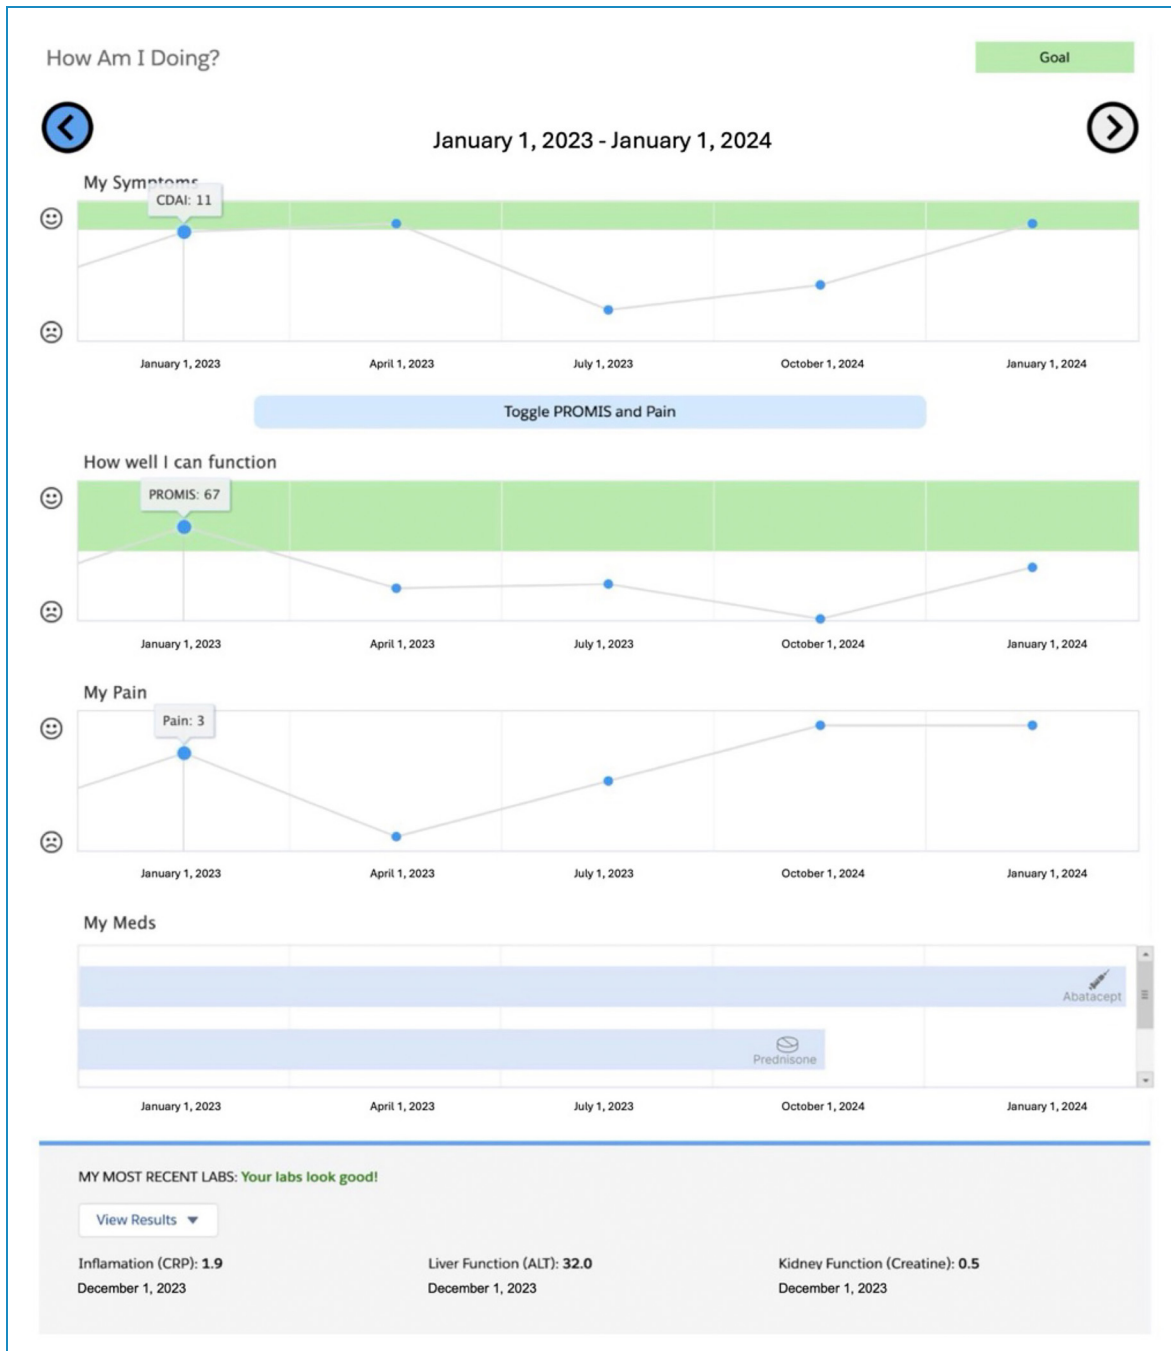 How Am I Doing?
Goal
January 1, 2023 - January 1, 2024
My Symptoms
CDAI: 11
January 1, 2023 April 1, 2023 July 1, 2023 October 1, 2024 January 1, 2024
Toggle PROMIS and Pain
How well I can function
PROMIS: 67
January 1, 2023 April 1, 2023 July 1, 2023 October 1, 2024 January 1, 2024
My Pain
Pain: 3
January 1, 2023 April 1, 2023 July 1, 2023 October 1, 2024 January 1, 2024
My Meds
Abatacept
Prednisone
January 1, 2023 April 1, 2023 July 1, 2023 October 1, 2024 January 1, 2024
MY MOST RECENT LABS: Your labs look good!
View Results
Inflamation (CRP): 1.9 Liver Function (ALT): 32.0 Kidney Function (Creatine): 0.5
December 1, 2023 December 1, 2023 December 1, 2023